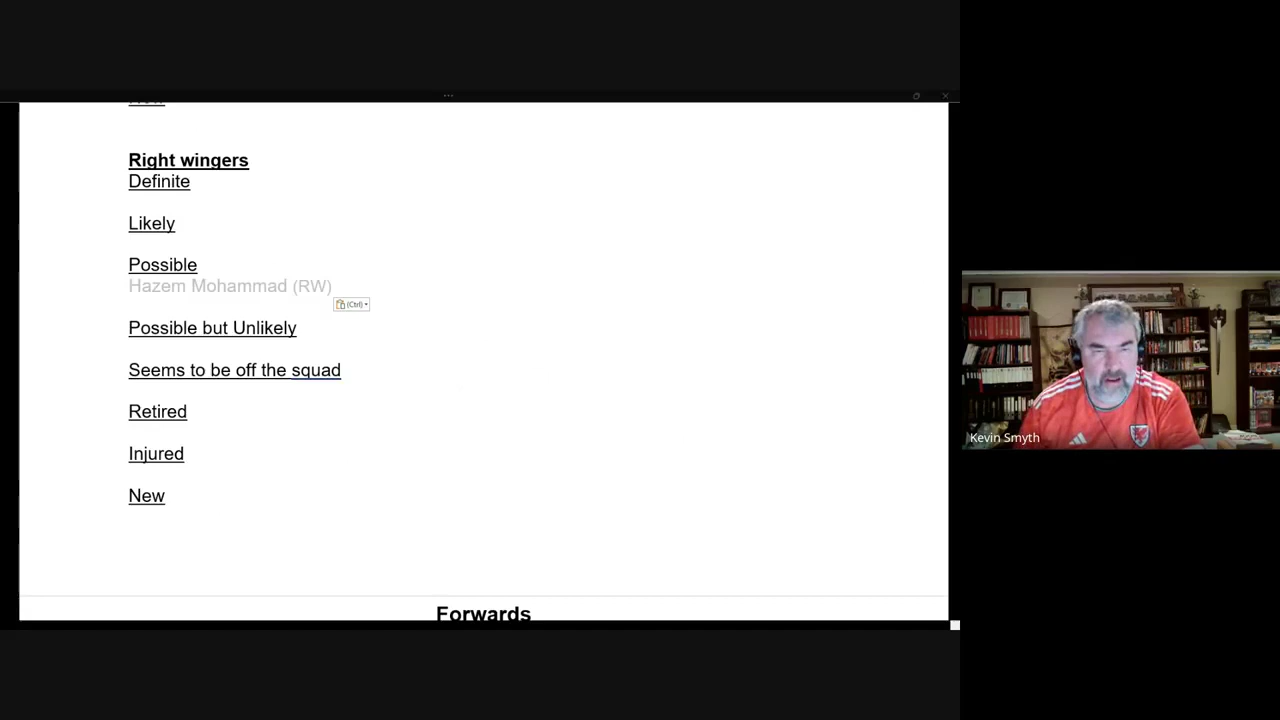 Right wingers
Definite
Likely
Possible
Hazem Mohammad (RW)
(Ctrl)
Possible but Unlikely
Seems to be off the squad
Retired
Injured
New
Forwards
Kevin Smyth